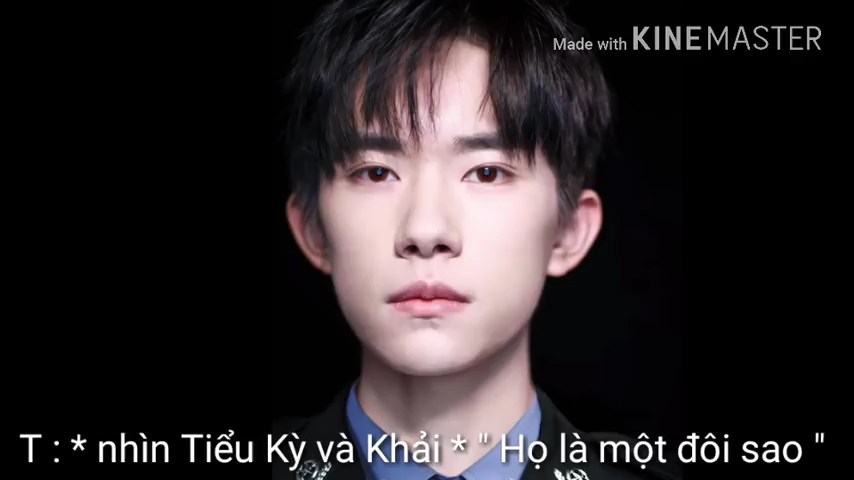 Made with KINEMASTER
T : * nhìn Tiểu Kỳ và Khải * " Họ là một đôi sao "